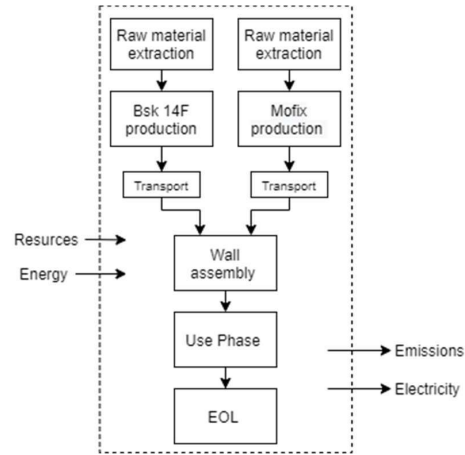 Raw material
extraction
Raw material
extraction
Bsk 14F
production
Mofix
production
Transport
Transport
Resurces
Energy
Wall
assembly
Use Phase
Emissions
Electricity
EOL